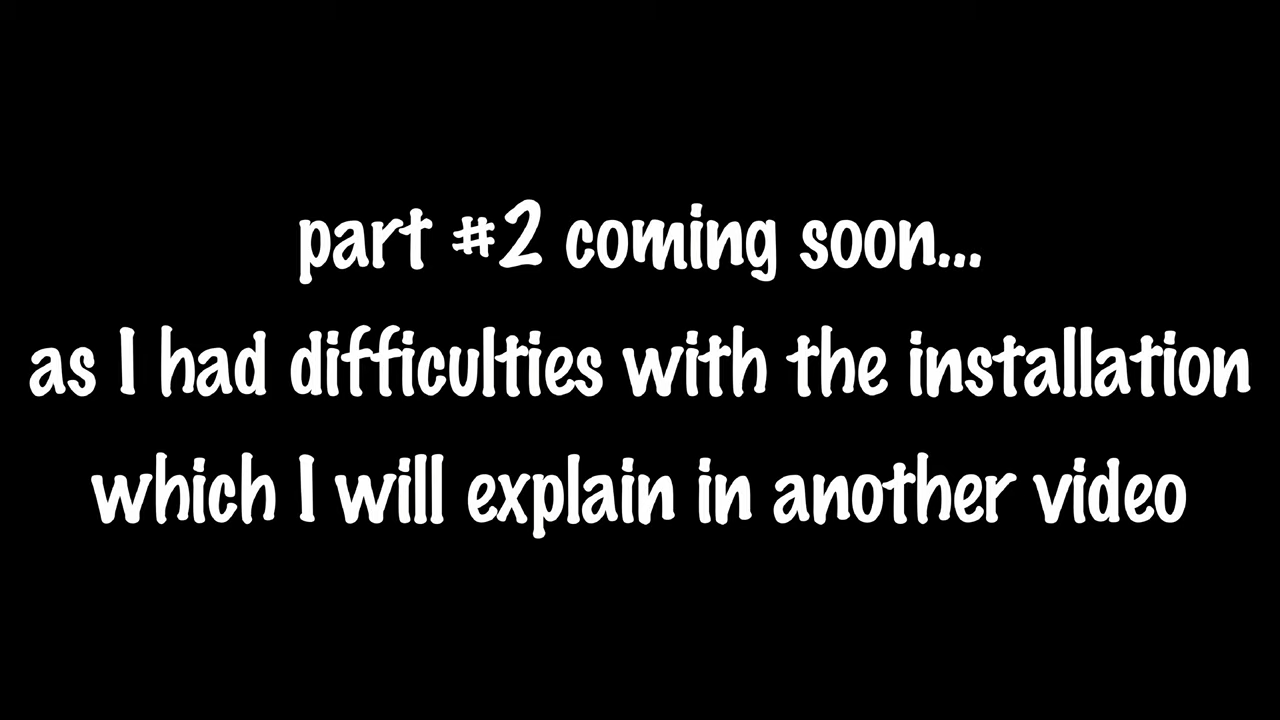 part #2 coming soon...
as I had difficulties with the installation
which I will explain in another video